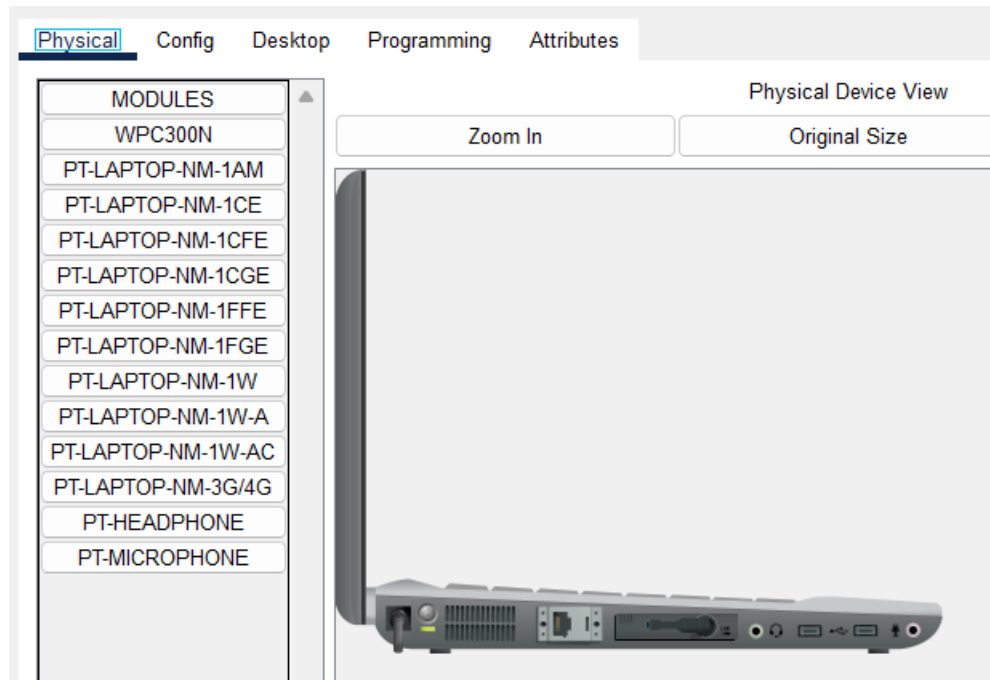 Physical Config Desktop Programming Attributes
MODULES
WPC300N
PT-LAPTOP-NM-1AM
PT-LAPTOP-NM-1CE
PT-LAPTOP-NM-1CFE
PT-LAPTOP-NM-1CGE
PT-LAPTOP-NM-1FFE
PT-LAPTOP-NM-1FGE
PT-LAPTOP-NM-1W
PT-LAPTOP-NM-1W-A
PT-LAPTOP-NM-1W-AC
PT-LAPTOP-NM-3G/4G
PT-HEADPHONE
PT-MICROPHONE
Physical Device View
Zoom In Original Size